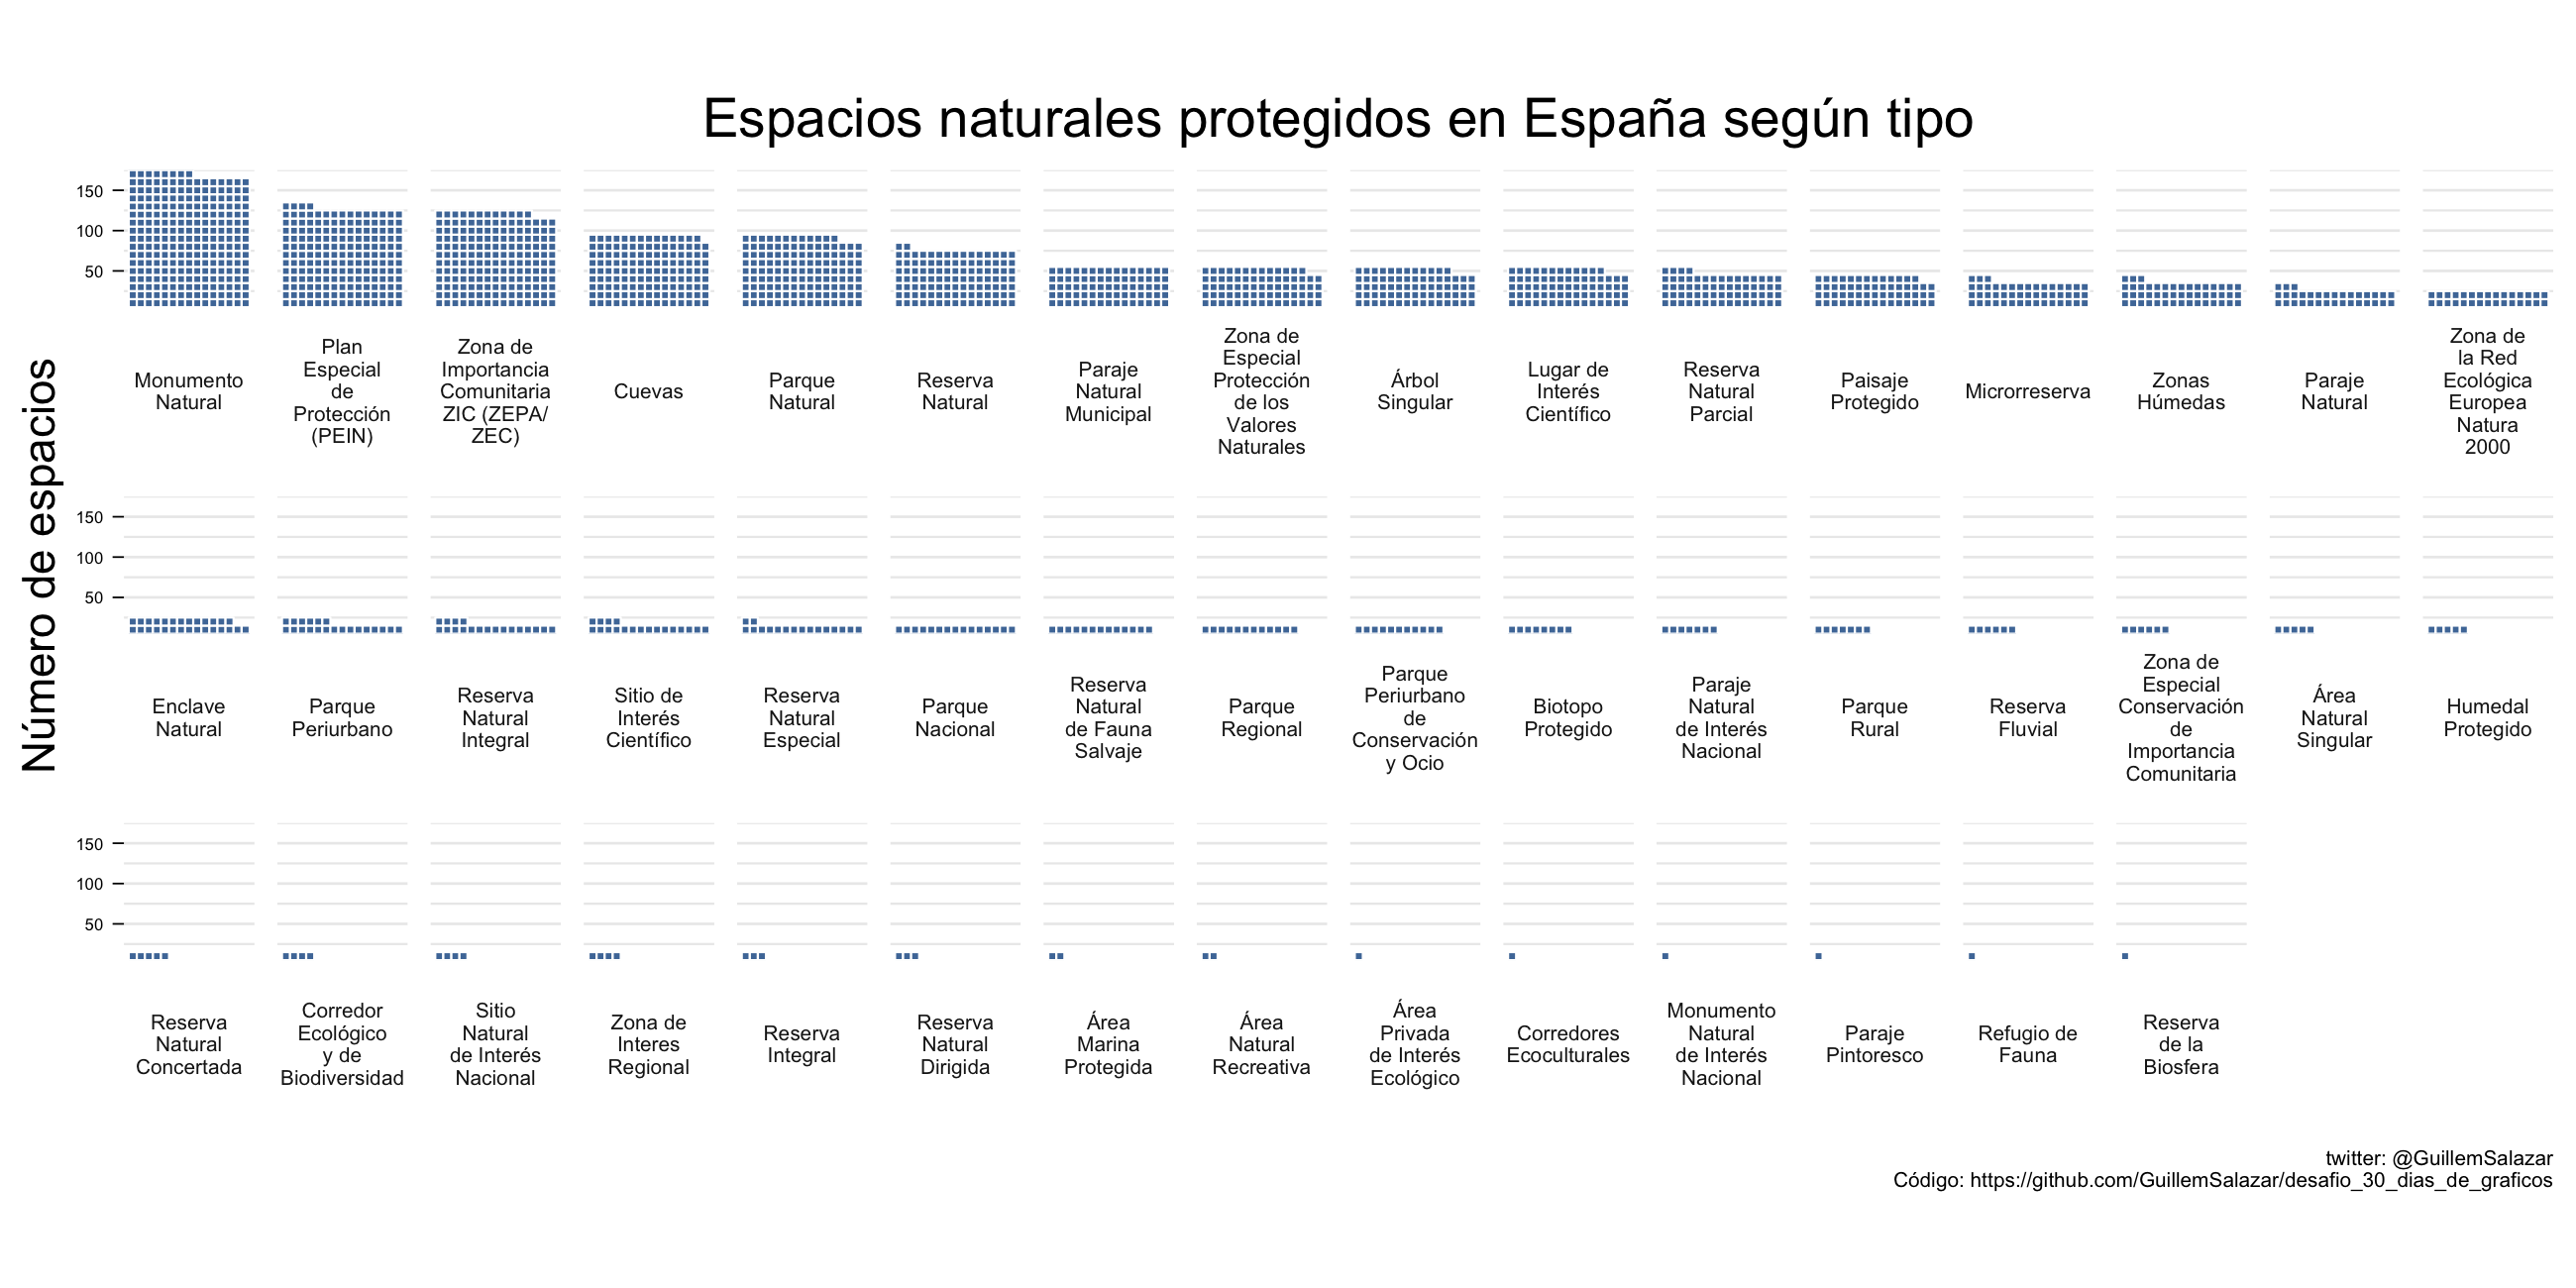 Espacios naturales protegidos en España según tipo
Número de espacios
150
100
50
Monumento
Natural
Plan
Especial
de
Protección
(PEIN)
Zona de
Importancia
Comunitaria
ZIC (ZEPA/
ZEC)
Cuevas
Parque
Natural
Reserva
Natural
Paraje
Natural
Municipal
Zona de
Especial
Protección
de los
Valores
Naturales
Árbol
Singular
Lugar de
Interés
Científico
Reserva
Natural
Parcial
Paisaje
Protegido
Microrreserva
Zonas
Húmedas
Paraje
Natural
Zona de
la Red
Ecológica
Europea
Natura
2000
150
100
50
Enclave
Natural
Parque
Periurbano
Reserva
Natural
Integral
Sitio de
Interés
Científico
Reserva
Natural
Especial
Parque
Nacional
Reserva
Natural
de Fauna
Salvaje
Parque
Regional
Parque
Periurbano
de
Conservación
y Ocio
Biotopo
Protegido
Paraje
Natural
de Interés
Nacional
Parque
Rural
Reserva
Fluvial
Zona de
Especial
Conservación
de
Importancia
Comunitaria
Área
Natural
Singular
Humedal
Protegido
150
100
50
Reserva
Natural
Concertada
Corredor
Ecológico
y de
Biodiversidad
Sitio
Natural
de Interés
Nacional
Zona de
Interes
Regional
Reserva
Integral
Reserva
Natural
Dirigida
Área
Marina
Protegida
Área
Natural
Recreativa
Área
Privada
de Interés
Ecológico
Corredores
Ecoculturales
Monumento
Natural
de Interés
Nacional
Paraje
Pintoresco
Refugio de
Fauna
Reserva
de la
Biosfera
twitter: @GuillemSalazar
Código: https://github.com/GuillemSalazar/desafio_30_dias_de_graficos